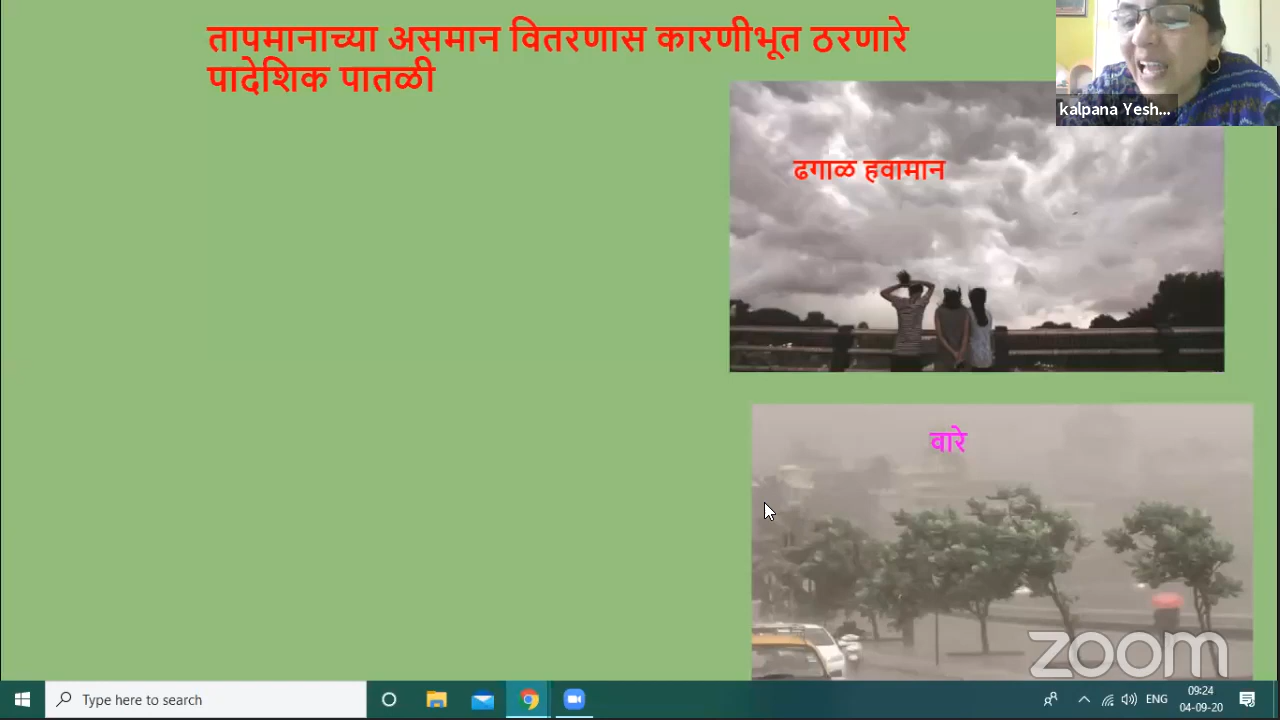 तापमानाच्या असमान वितरणास कारणीभूत ठरणारे
पादेशिक पातळी
kalpana Yesh...
ढगाळ हवामान
वारे
zoom
Type here to search
ENG
09:24
04-09-20